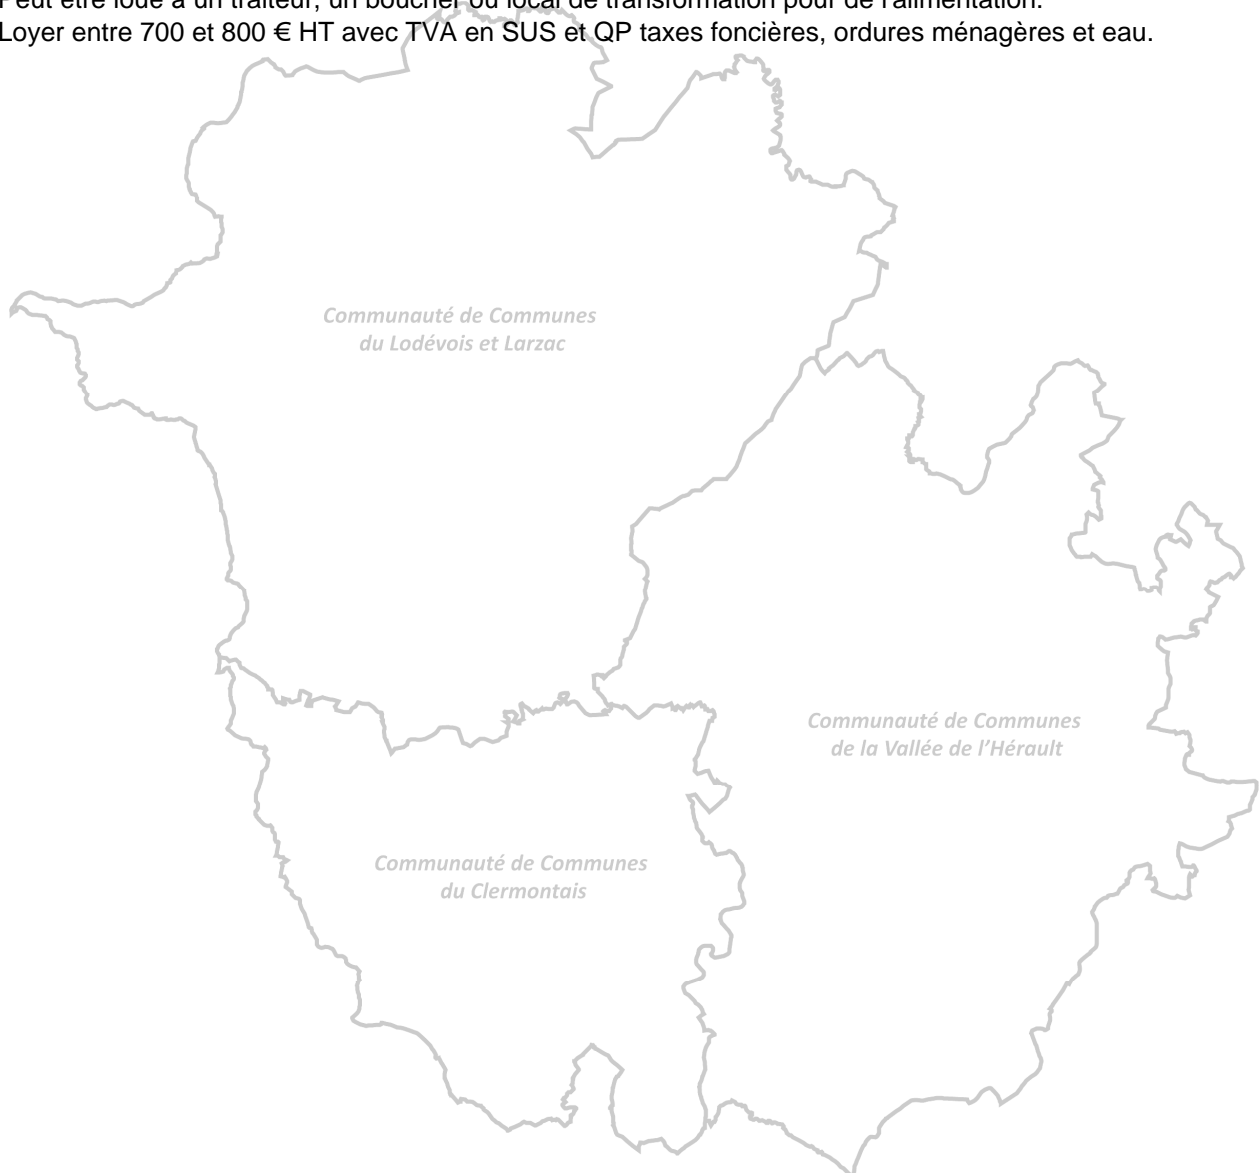 Peut être loué à un traiteur, un boucher ou local de transformation pour de l'alimentation.
Loyer entre 700 et 800 € HT avec TVA en SUS et QP taxes foncières, ordures ménagères et eau.
Communauté de Communes
du Lodévois et Larzac
Communauté de Communes
de la Vallée de l'Hérault
Communauté de Communes
du Clermontais